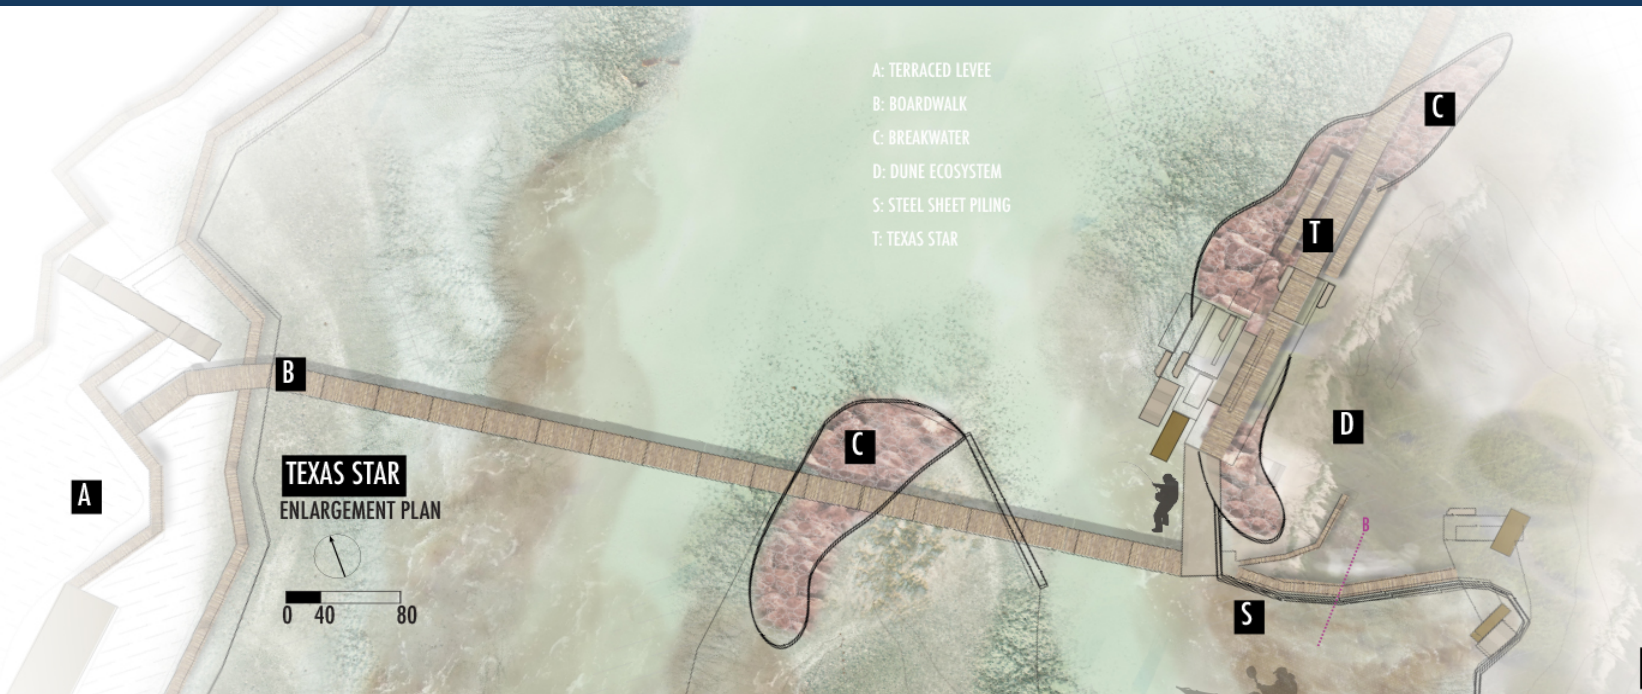 A: TERRACED LEVEE
B: BOARDWALK
C: BREAKWATER
D: DUNE ECOSYSTEM
S: STEEL SHEET PILING
T: TEXAS STAR
C
T
B
D
C
TEXAS STAR
A
ENLARGEMENT PLAN
B
0 40 80
S